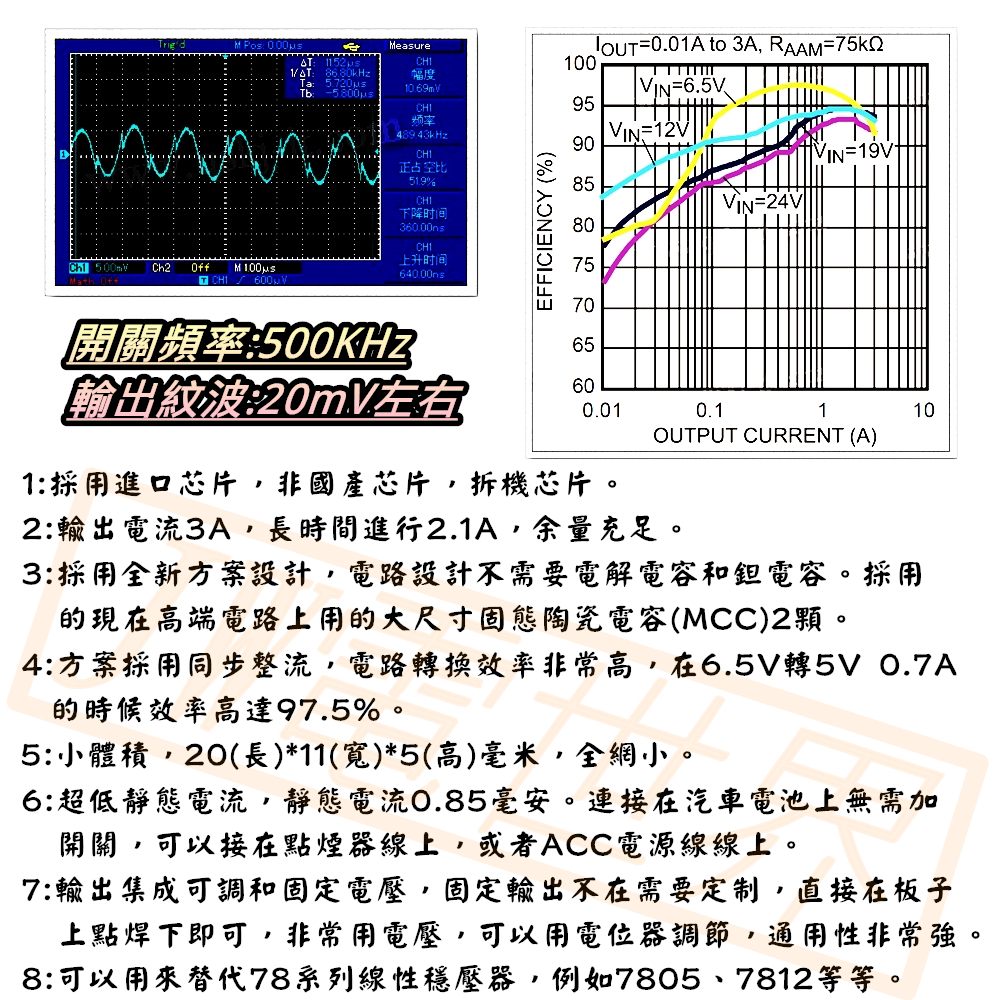 Trig'd M Pos: 0.00μs Measure
ΔT: 11.52μs
1/ΔT: 86.80kHz
Ta: 5.720μs
Tb: -5.800μs
CH1
幅度
10.69mV
CH1
频率
489.43kHz
CH1
正占空比
51.9%
CH1
下降时间
360.00ns
CH1
上升时间
640.00ns
1
Ch1 5.00mV Ch2 Off M 1.00μs
Math Off T CH1 600μV
IOUT=0.01A to 3A, RAAM=75kΩ
VIN=6.5V
VIN=12V
VIN=19V
VIN=24V
EFFICIENCY (%)
100
95
90
85
80
75
70
65
60
0.01 0.1 1 10
OUTPUT CURRENT (A)
開關頻率:500KHz
輸出紋波:20mV左右
1:採用進口芯片，非國產芯片，拆機芯片。
2:輸出電流3A，長時間進行2.1A，余量充足。
3:採用全新方案設計，電路設計不需要電解電容和鉭電容。採用
的現在高端電路上用的大尺寸固態陶瓷電容(MCC)2顆。
4:方案採用同步整流，電路轉換效率非常高，在6.5V轉5V 0.7A
的時候效率高達97.5%。
5:小體積，20(長)*11(寬)*5(高)毫米，全網小。
6:超低靜態電流，靜態電流0.85毫安。連接在汽車電池上無需加
開關，可以接在點煙器線上，或者ACC電源線線上。
7:輸出集成可調和固定電壓，固定輸出不在需要定制，直接在板子
上點焊下即可，非常用電壓，可以用電位器調節，通用性非常強。
8:可以用來替代78系列線性穩壓器，例如7805、7812等等。